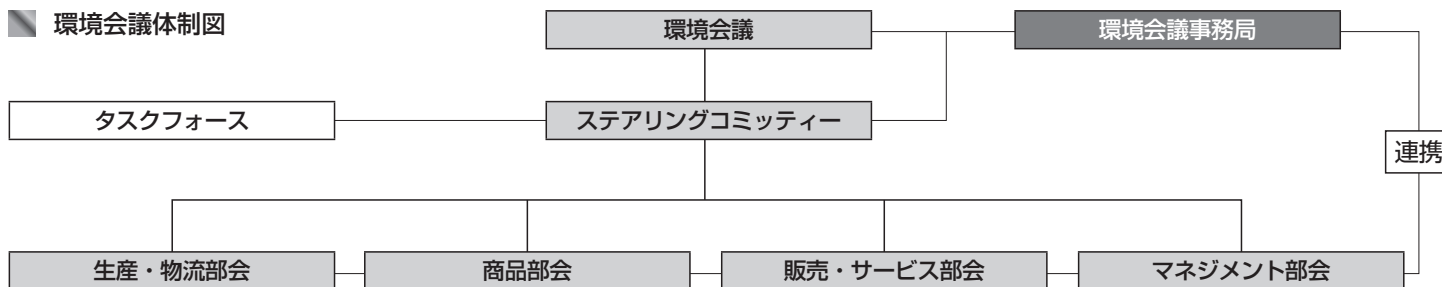 環境会議体制図
環境会議
環境会議事務局
タスクフォース
ステアリングコミッティー
連携
生産・物流部会
商品部会
販売・サービス部会
マネジメント部会